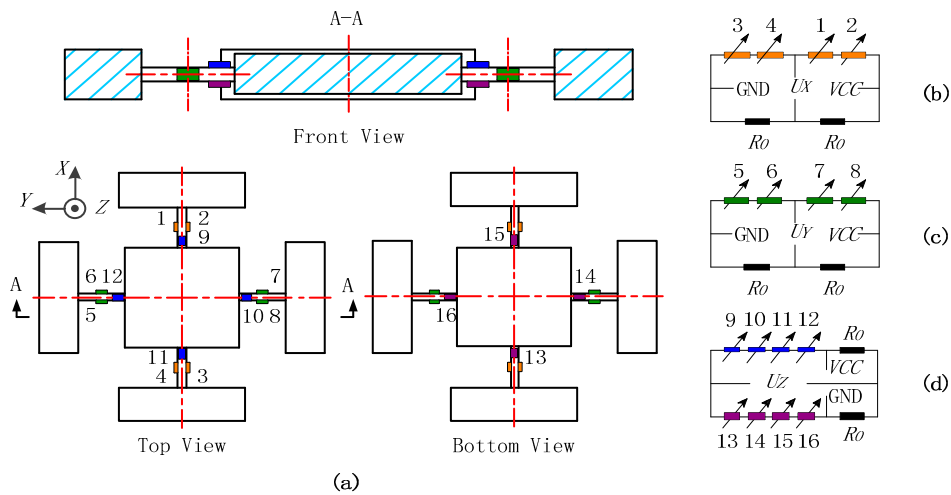 A-A
Front View
X
Y
Z
1 2
9
6 12
7
5
10 8
11
4 3
A
Top View
15
14
16
13
A
Bottom View
(a)
3 4 1 2
GND UX VCC
Ro Ro
(b)
5 6 7 8
GND UY VCC
Ro Ro
(c)
9 10 11 12
Ro
VCC
UZ
GND
13 14 15 16
Ro
(d)